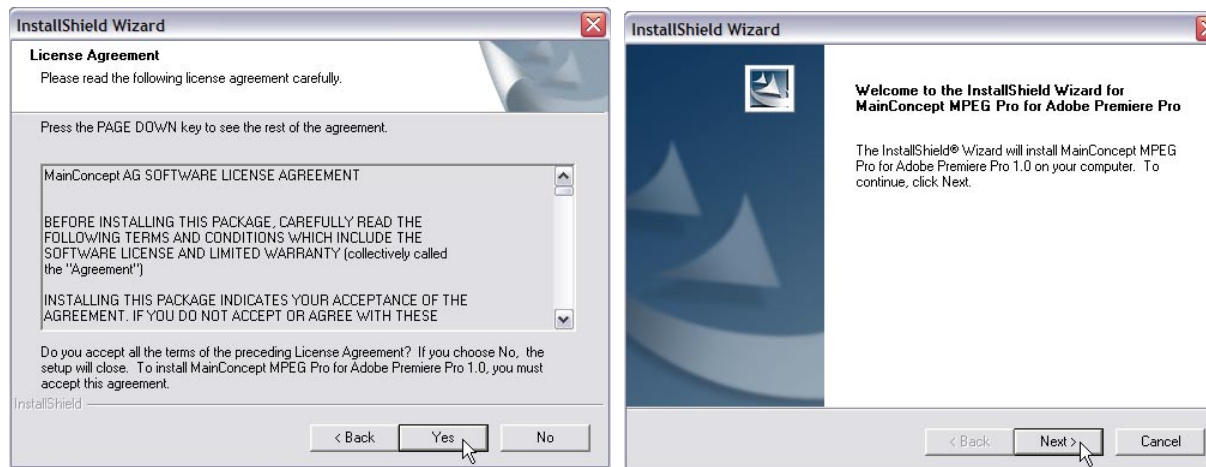 InstallShield Wizard
License Agreement
Please read the following license agreement carefully.
Press the PAGE DOWN key to see the rest of the agreement.
MainConcept AG SOFTWARE LICENSE AGREEMENT
BEFORE INSTALLING THIS PACKAGE, CAREFULLY READ THE
FOLLOWING TERMS AND CONDITIONS WHICH INCLUDE THE
SOFTWARE LICENSE AND LIMITED WARRANTY (collectively called
the "Agreement")
INSTALLING THIS PACKAGE INDICATES YOUR ACCEPTANCE OF THE
AGREEMENT. IF YOU DO NOT ACCEPT OR AGREE WITH THESE
Do you accept all the terms of the preceding License Agreement? If you choose No, the
setup will close. To install MainConcept MPEG Pro for Adobe Premiere Pro 1.0, you must
accept this agreement.
InstallShield
< Back
Yes
No
InstallShield Wizard
Welcome to the InstallShield Wizard for
MainConcept MPEG Pro for Adobe Premiere Pro
The InstallShield® Wizard will install MainConcept MPEG
Pro for Adobe Premiere Pro 1.0 on your computer. To
continue, click Next.
< Back
Next >
Cancel